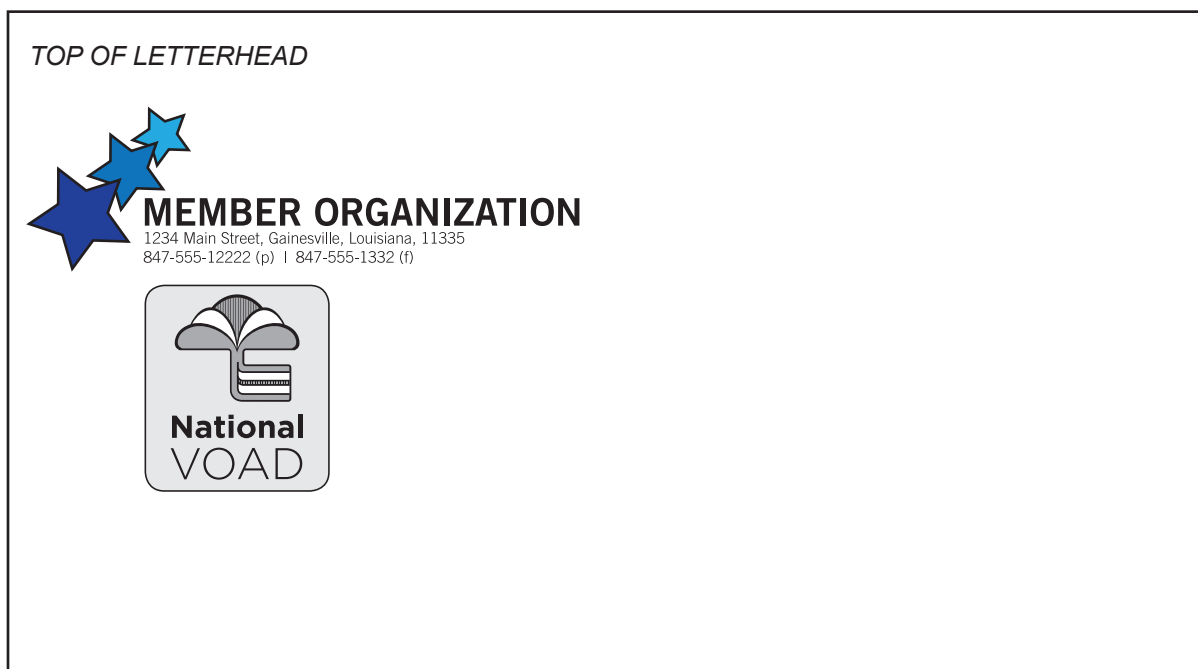 TOP OF LETTERHEAD
MEMBER ORGANIZATION
1234 Main Street, Gainesville, Louisiana, 11335
847-555-12222 (p) | 847-555-1332 (f)
National
VOAD